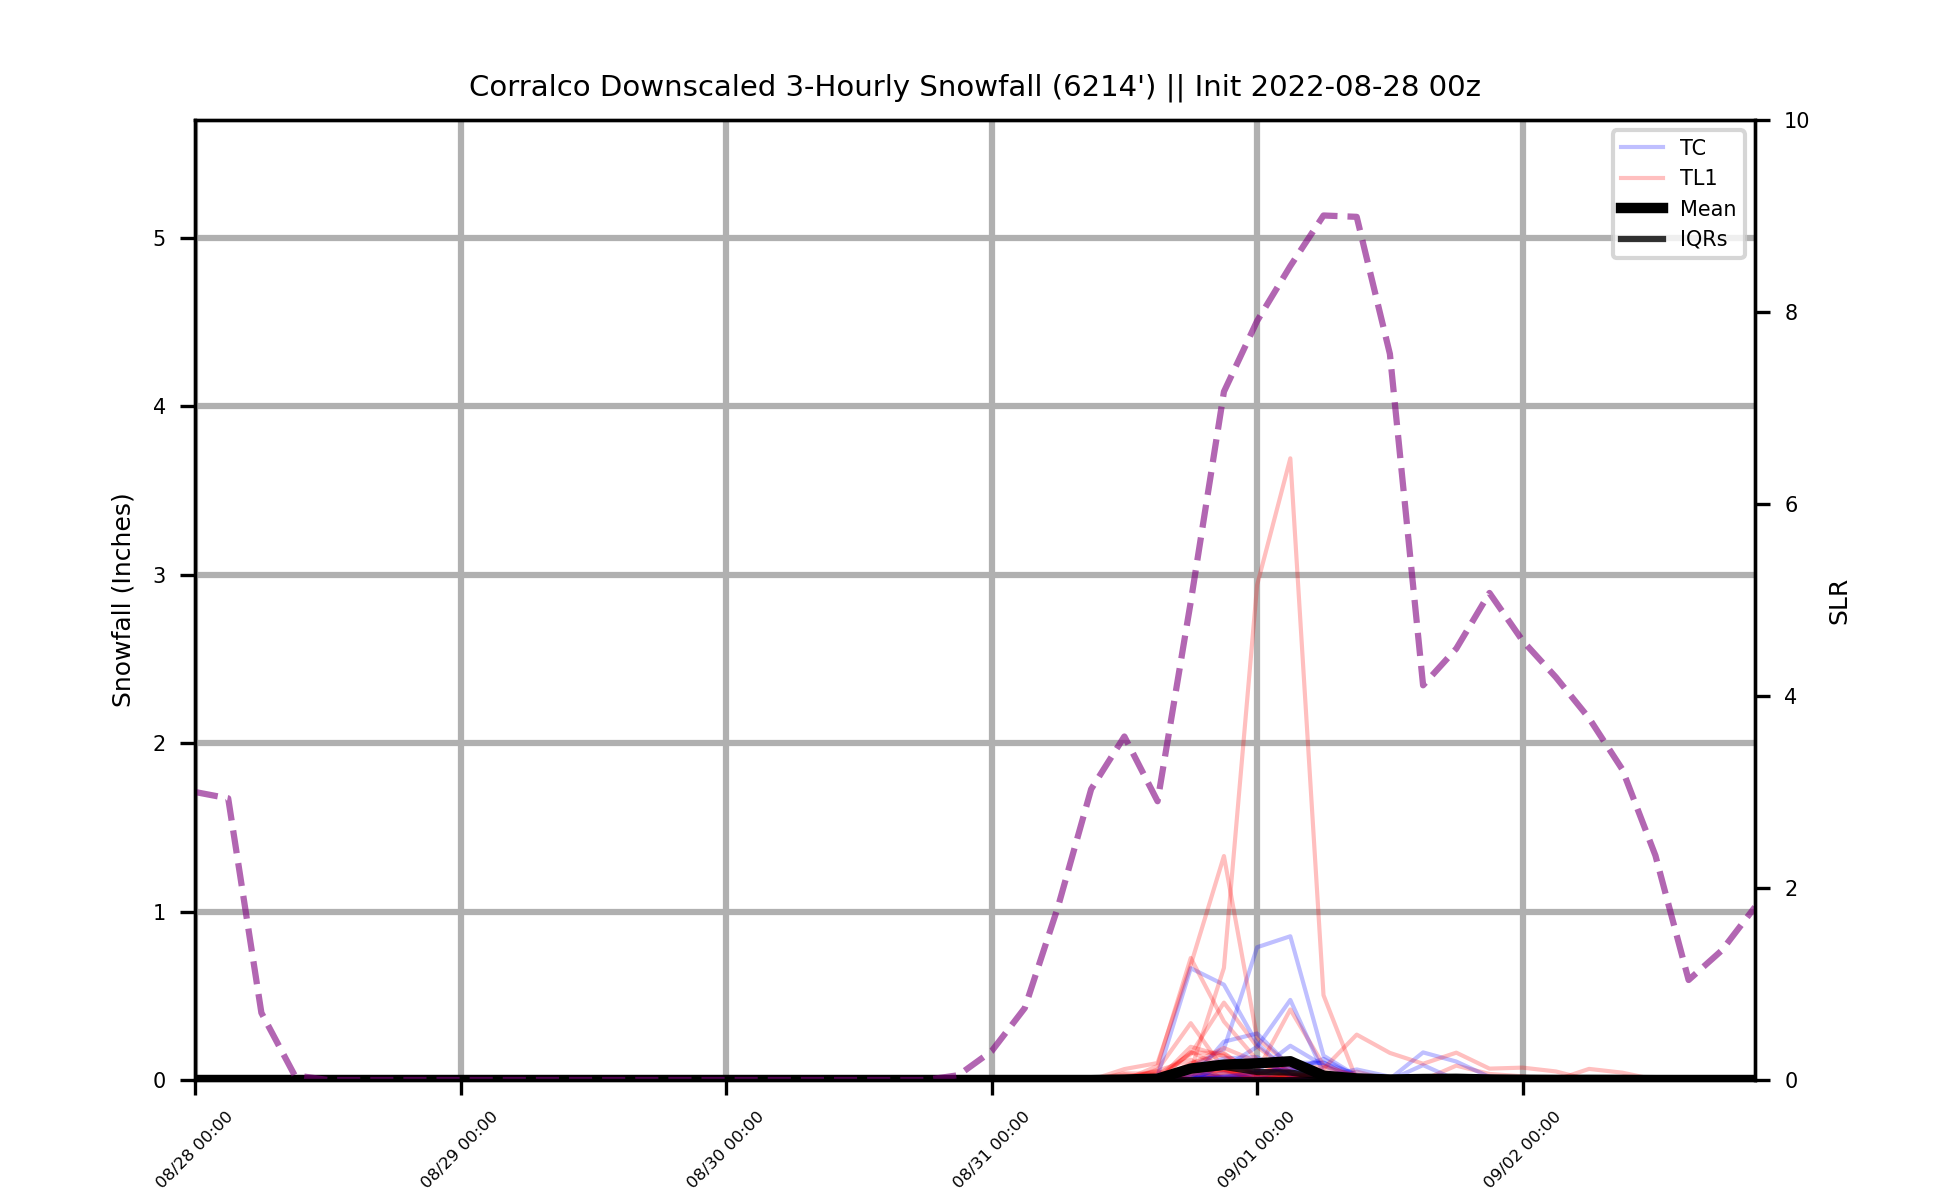 Corralco Downscaled 3-Hourly Snowfall (6214') || Init 2022-08-28 00z
TC
TL1
Mean
IQRs
Snowfall (Inches)
5
4
3
2
1
0
SLR
10
8
6
4
2
0
08/28 00:00
08/29 00:00
08/30 00:00
08/31 00:00
09/01 00:00
09/02 00:00